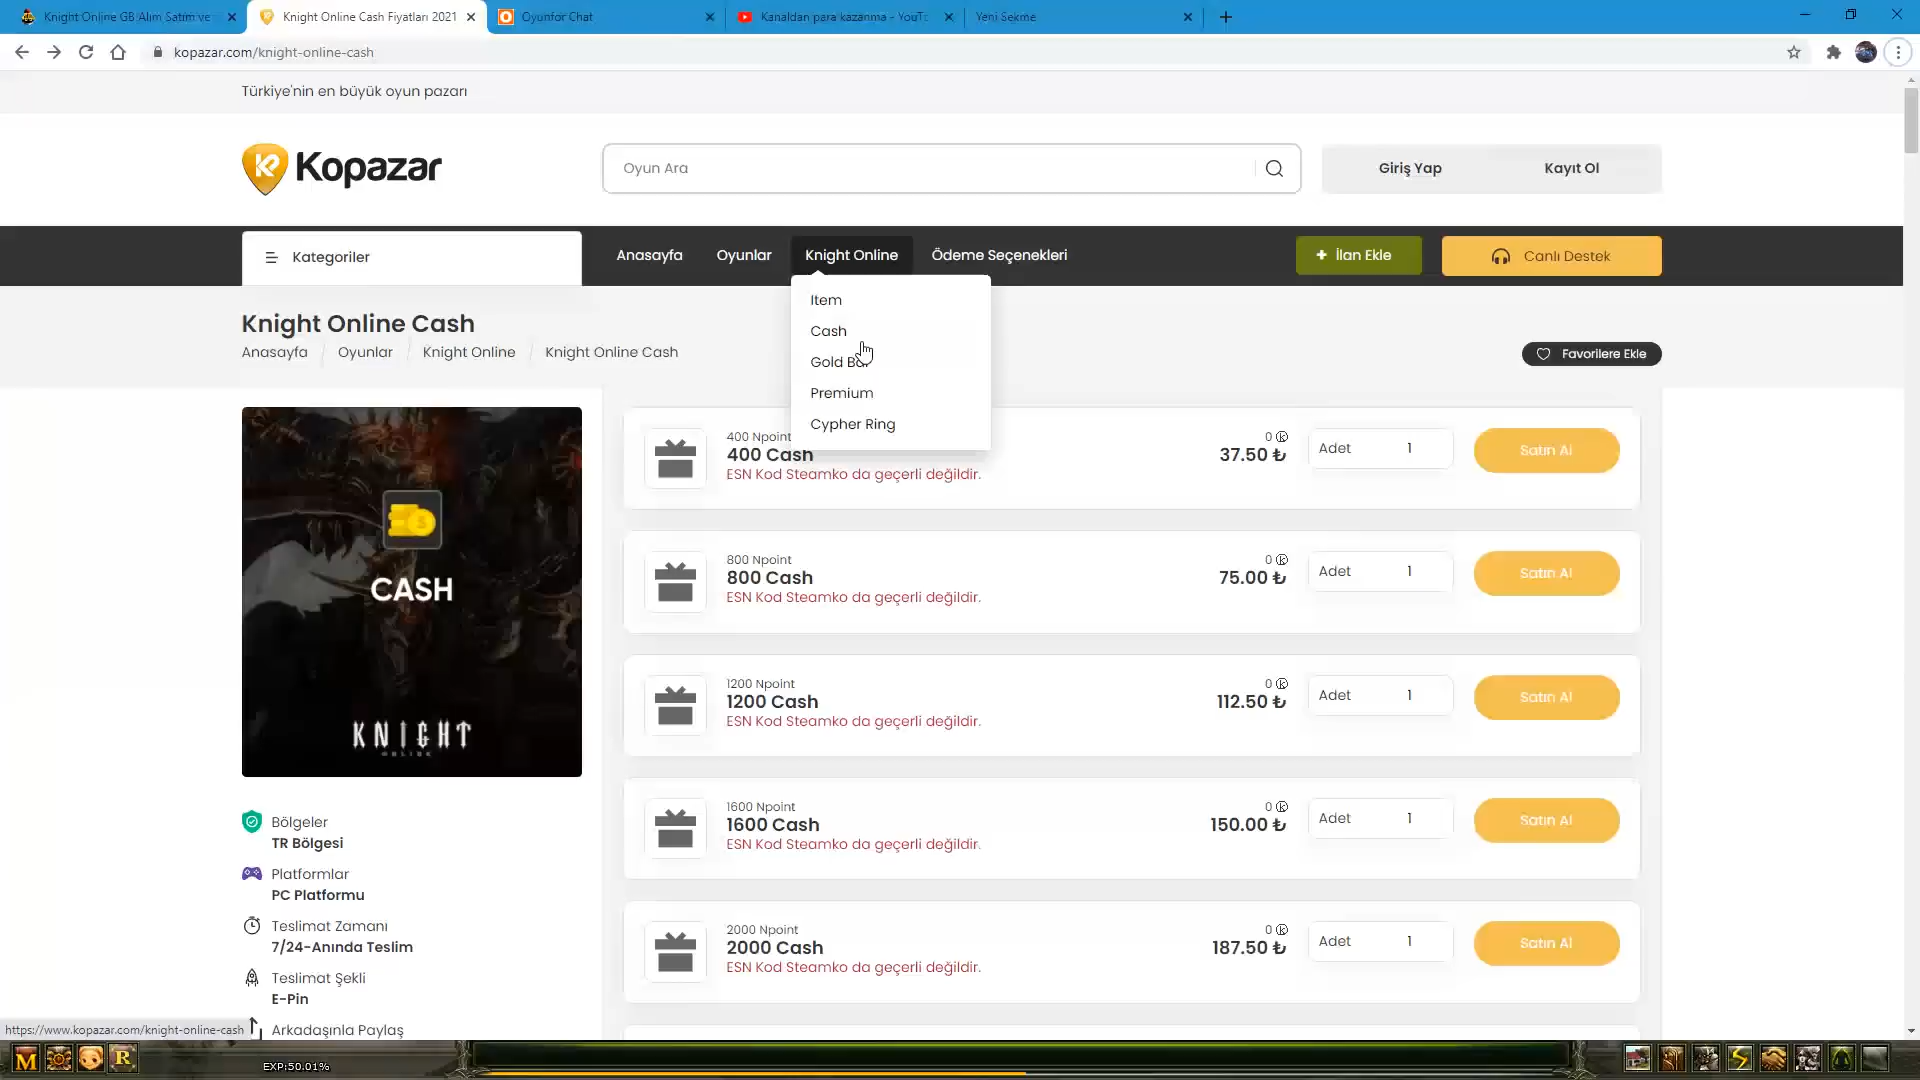 Knight Online GB Alım Satım ve
Knight Online Cash Fiyatları 2021
Oyunfor Chat
Kanaldan para kazanma - YouTu
Yeni Sekme
kopazar.com/knight-online-cash
Türkiye'nin en büyük oyun pazarı
Kopazar
Oyun Ara
Giriş Yap
Kayıt Ol
Kategoriler
Anasayfa
Oyunlar
Knight Online
Ödeme Seçenekleri
+ İlan Ekle
Canlı Destek
Item
Cash
Gold Bar
Premium
Cypher Ring
Knight Online Cash
Anasayfa
Oyunlar
Knight Online
Knight Online Cash
Favorilere Ekle
CASH
KNIGHT
ONLINE
Bölgeler
TR Bölgesi
Platformlar
PC Platformu
Teslimat Zamanı
7/24-Anında Teslim
Teslimat Şekli
E-Pin
Arkadaşınla Paylaş
400 Npoint
400 Cash
ESN Kod Steamko da geçerli değildir.
0
37.50 ₺
Adet 1
Satın Al
800 Npoint
800 Cash
ESN Kod Steamko da geçerli değildir.
0
75.00 ₺
Adet 1
Satın Al
1200 Npoint
1200 Cash
ESN Kod Steamko da geçerli değildir.
0
112.50 ₺
Adet 1
Satın Al
1600 Npoint
1600 Cash
ESN Kod Steamko da geçerli değildir.
0
150.00 ₺
Adet 1
Satın Al
2000 Npoint
2000 Cash
ESN Kod Steamko da geçerli değildir.
0
187.50 ₺
Adet 1
Satın Al
https://www.kopazar.com/knight-online-cash
M
R
EXP:50.01%